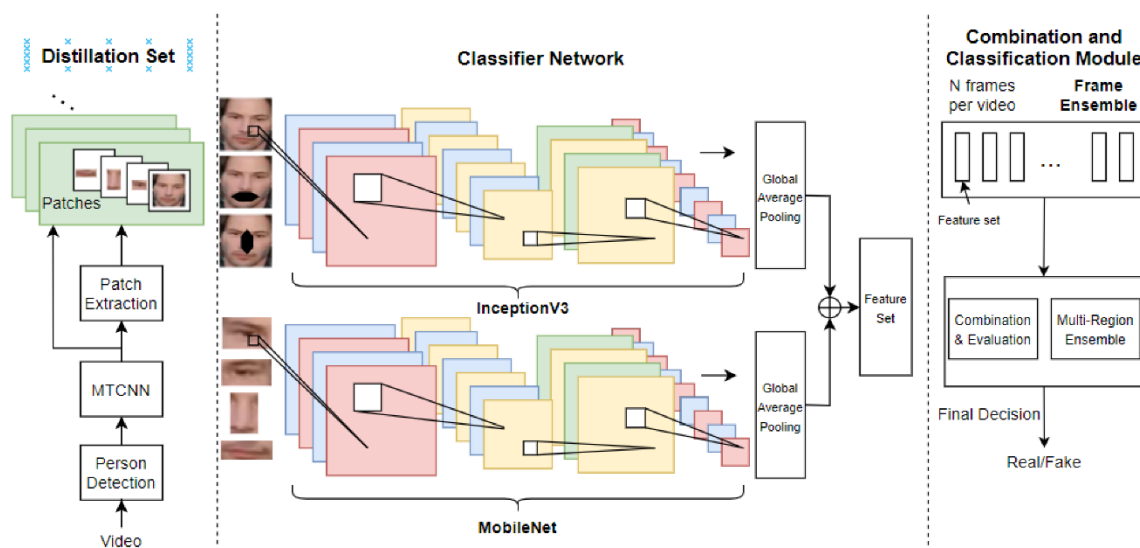 Distillation Set
Patches
Patch
Extraction
MTCNN
Person
Detection
Video
Classifier Network
Global
Average
Pooling
InceptionV3
Feature
Set
Global
Average
Pooling
MobileNet
Combination and
Classification Module
N frames
per video
Frame
Ensemble
...
Feature set
Combination
& Evaluation
Multi-Region
Ensemble
Final Decision
Real/Fake